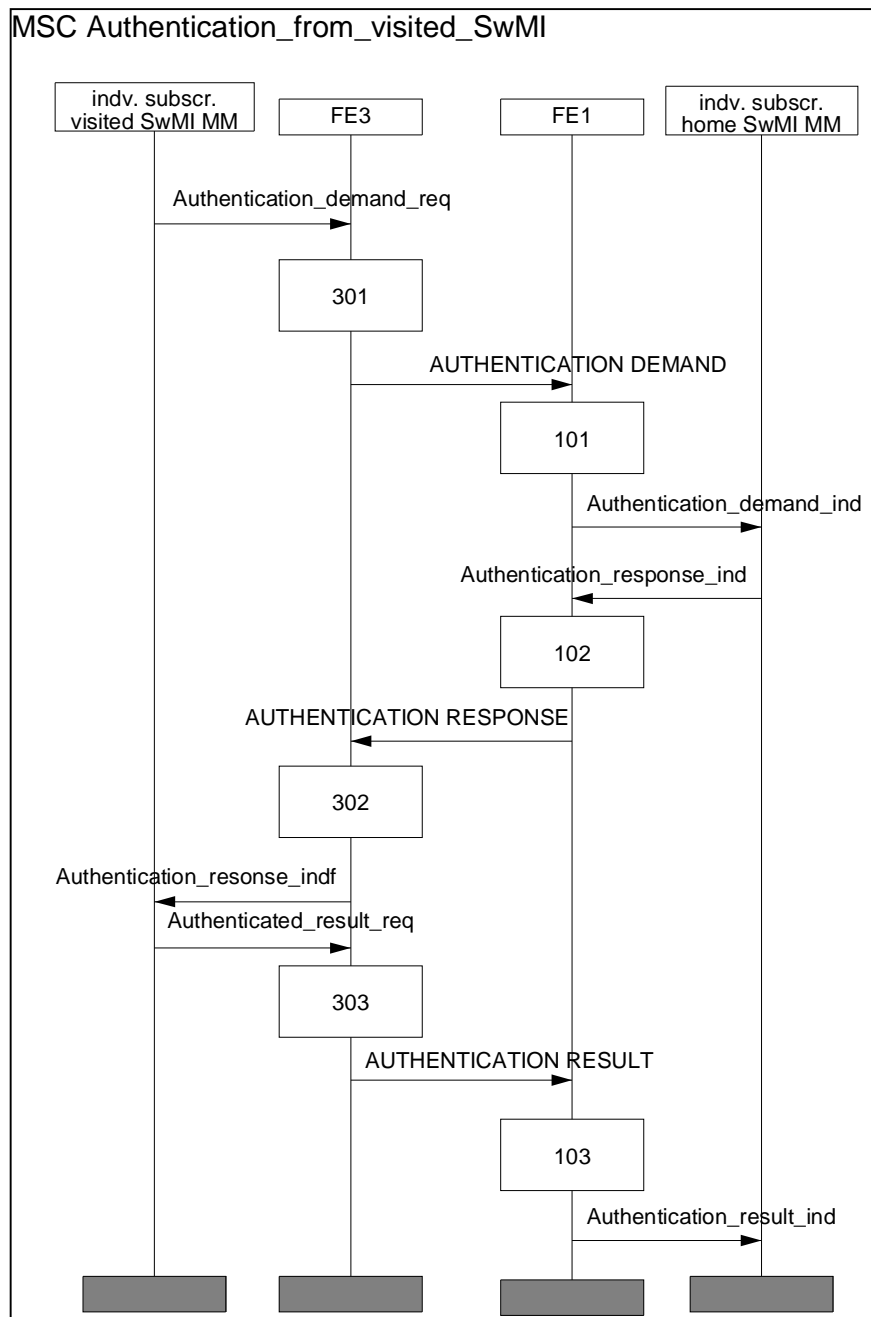 MSC Authentication_from_visited_SwMI
indv. subscr.
visited SwMI MM
FE3
FE1
indv. subscr.
home SwMI MM
Authentication_demand_req
301
AUTHENTICATION DEMAND
101
Authentication_demand_ind
Authentication_response_ind
102
AUTHENTICATION RESPONSE
302
Authentication_resonse_indf
Authenticated_result_req
303
AUTHENTICATION RESULT
103
Authentication_result_ind